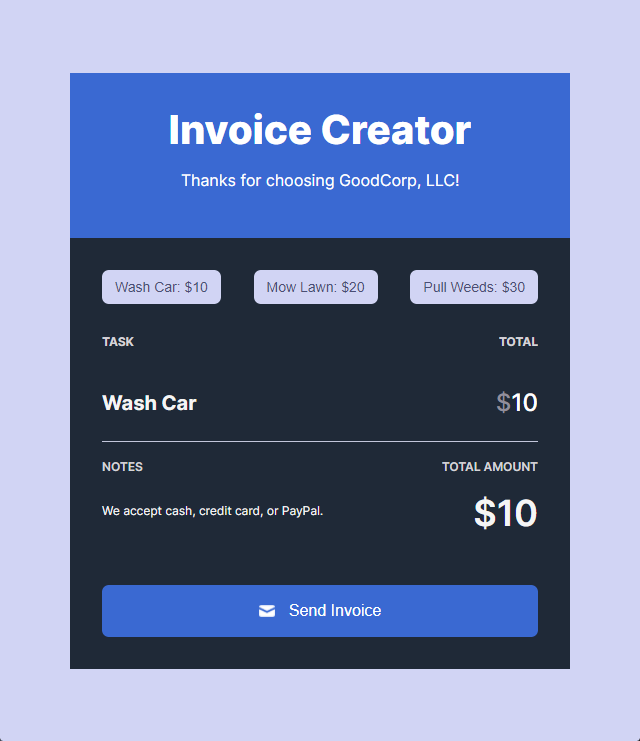 Invoice Creator
Thanks for choosing GoodCorp, LLC!
Wash Car: $10 Mow Lawn: $20 Pull Weeds: $30
TASK TOTAL
Wash Car $10
NOTES TOTAL AMOUNT
We accept cash, credit card, or PayPal. $10
Send Invoice